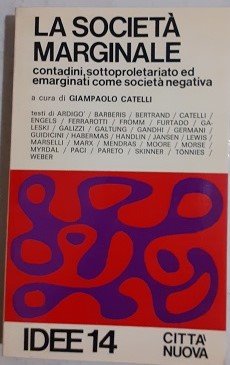 LA SOCIETÀ
MARGINALE
contadini,sottoproletariato ed
emarginati come società negativa
a cura di GIAMPAOLO CATELLI
testi di ARDIGO' / BARBERIS / BERTRAND / CATELLI /
ENGELS / FERRAROTTI / FROMM / FURTADO / GA-
LESKI / GALIZZI / GALTUNG / GANDHI / GERMANI /
GUIDICINI / HABERMAS / HANDLIN / JANSEN / LEWIS /
MARSELLI / MARX / MENDRAS / MOORE / MORSE /
MYRDAL / PACI / PARETO / SKINNER / TÖNNIES /
WEBER
IDEE 14
CITTA'
NUOVA